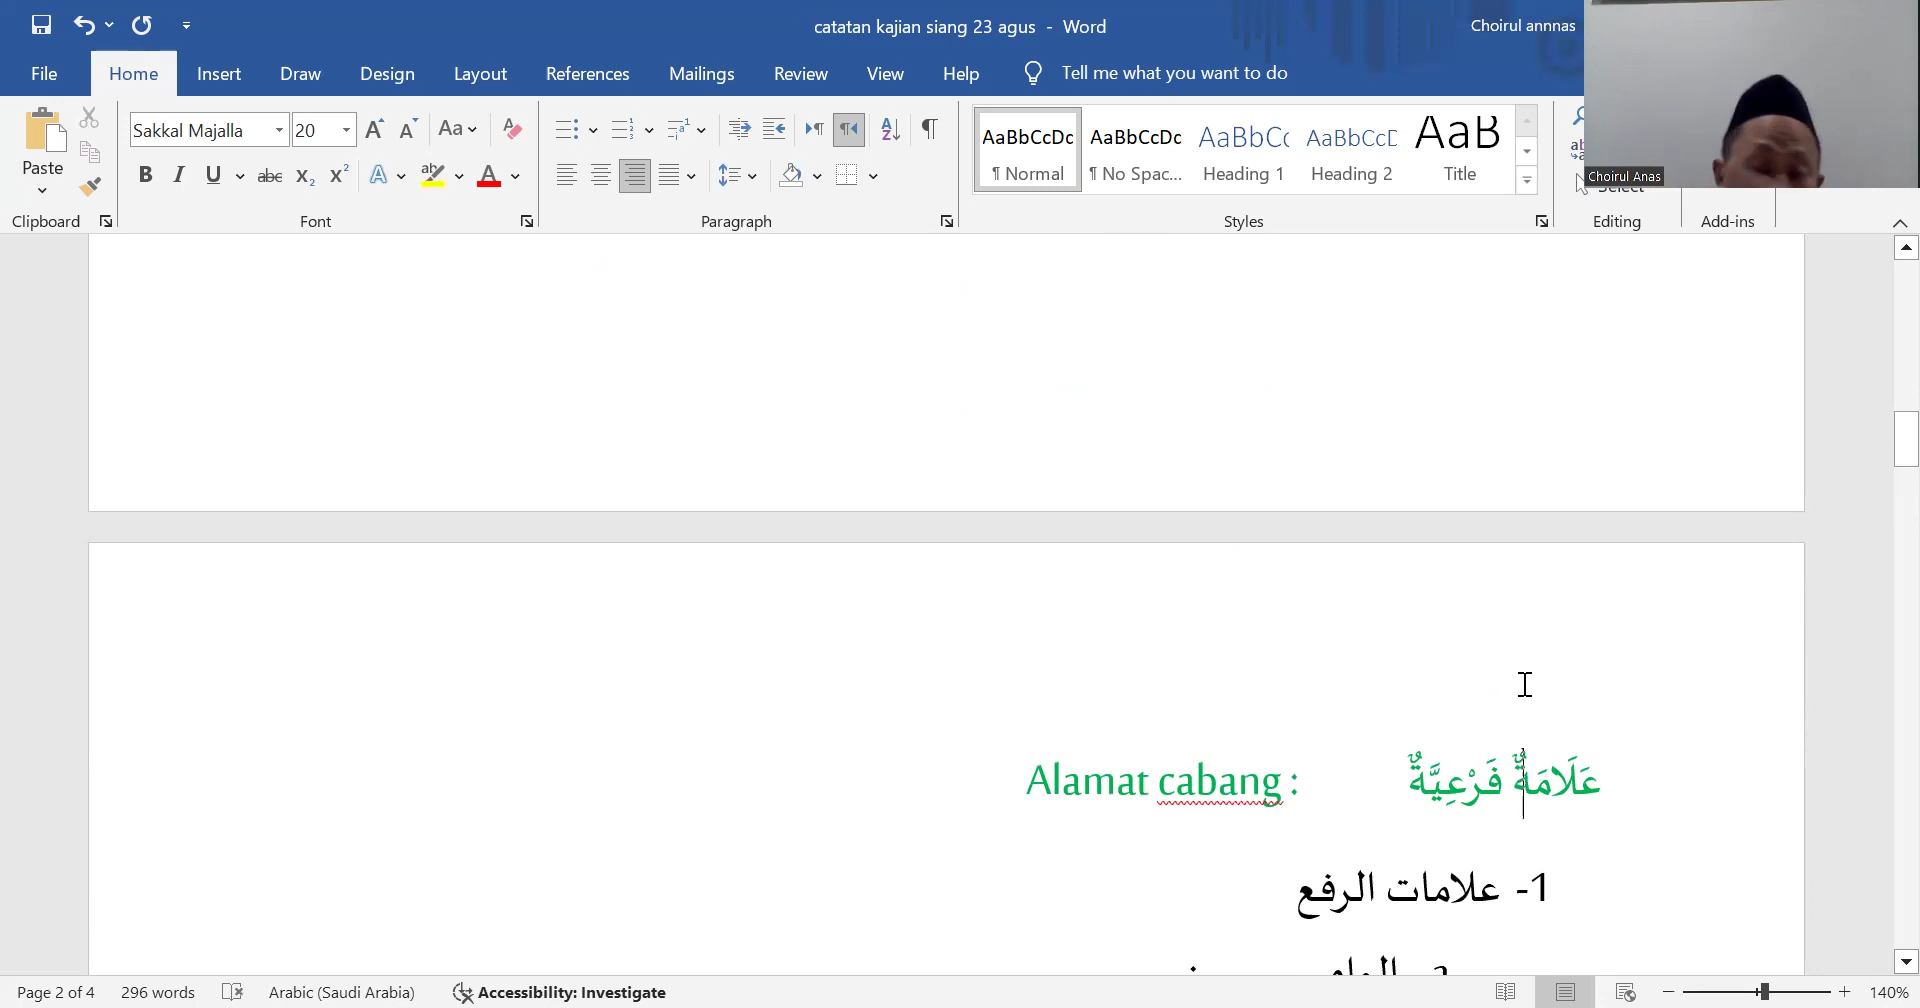 catatan kajian siang 23 agus - Word
Choirul annnas
File Home Insert Draw Design Layout References Mailings Review View Help Tell me what you want to do
Sakkal Majalla 20
Paste
AaBbCcDc AaBbCcDc AaBbCc AaBbCcD AaB
¶ Normal ¶ No Spac... Heading 1 Heading 2 Title
Choirul Anas
Select
Clipboard Font Paragraph Styles Editing Add-ins
عَلَامَةٌ فَرْعِيَّةٌ Alamat cabang :
1- علامات الرفع
Page 2 of 4 296 words Arabic (Saudi Arabia) Accessibility: Investigate 140%